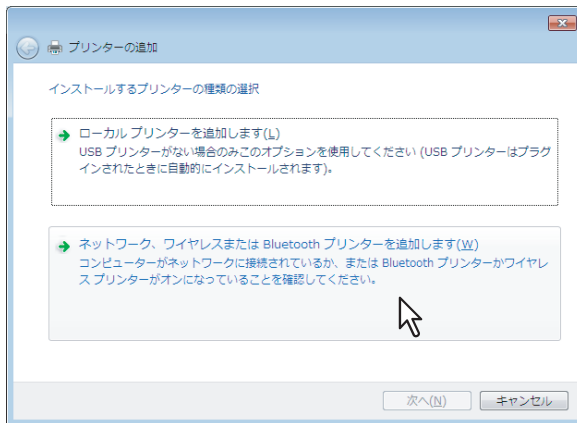 プリンターの追加
インストールするプリンターの種類の選択
ローカル プリンターを追加します(L)
USB プリンターがない場合のみこのオプションを使用してください (USB プリンターはプラグ
インされたときに自動的にインストールされます)。
ネットワーク、ワイヤレスまたは Bluetooth プリンターを追加します(W)
コンピューターがネットワークに接続されているか、または Bluetooth プリンターかワイヤレ
ス プリンターがオンになっていることを確認してください。
次へ(N)
キャンセル